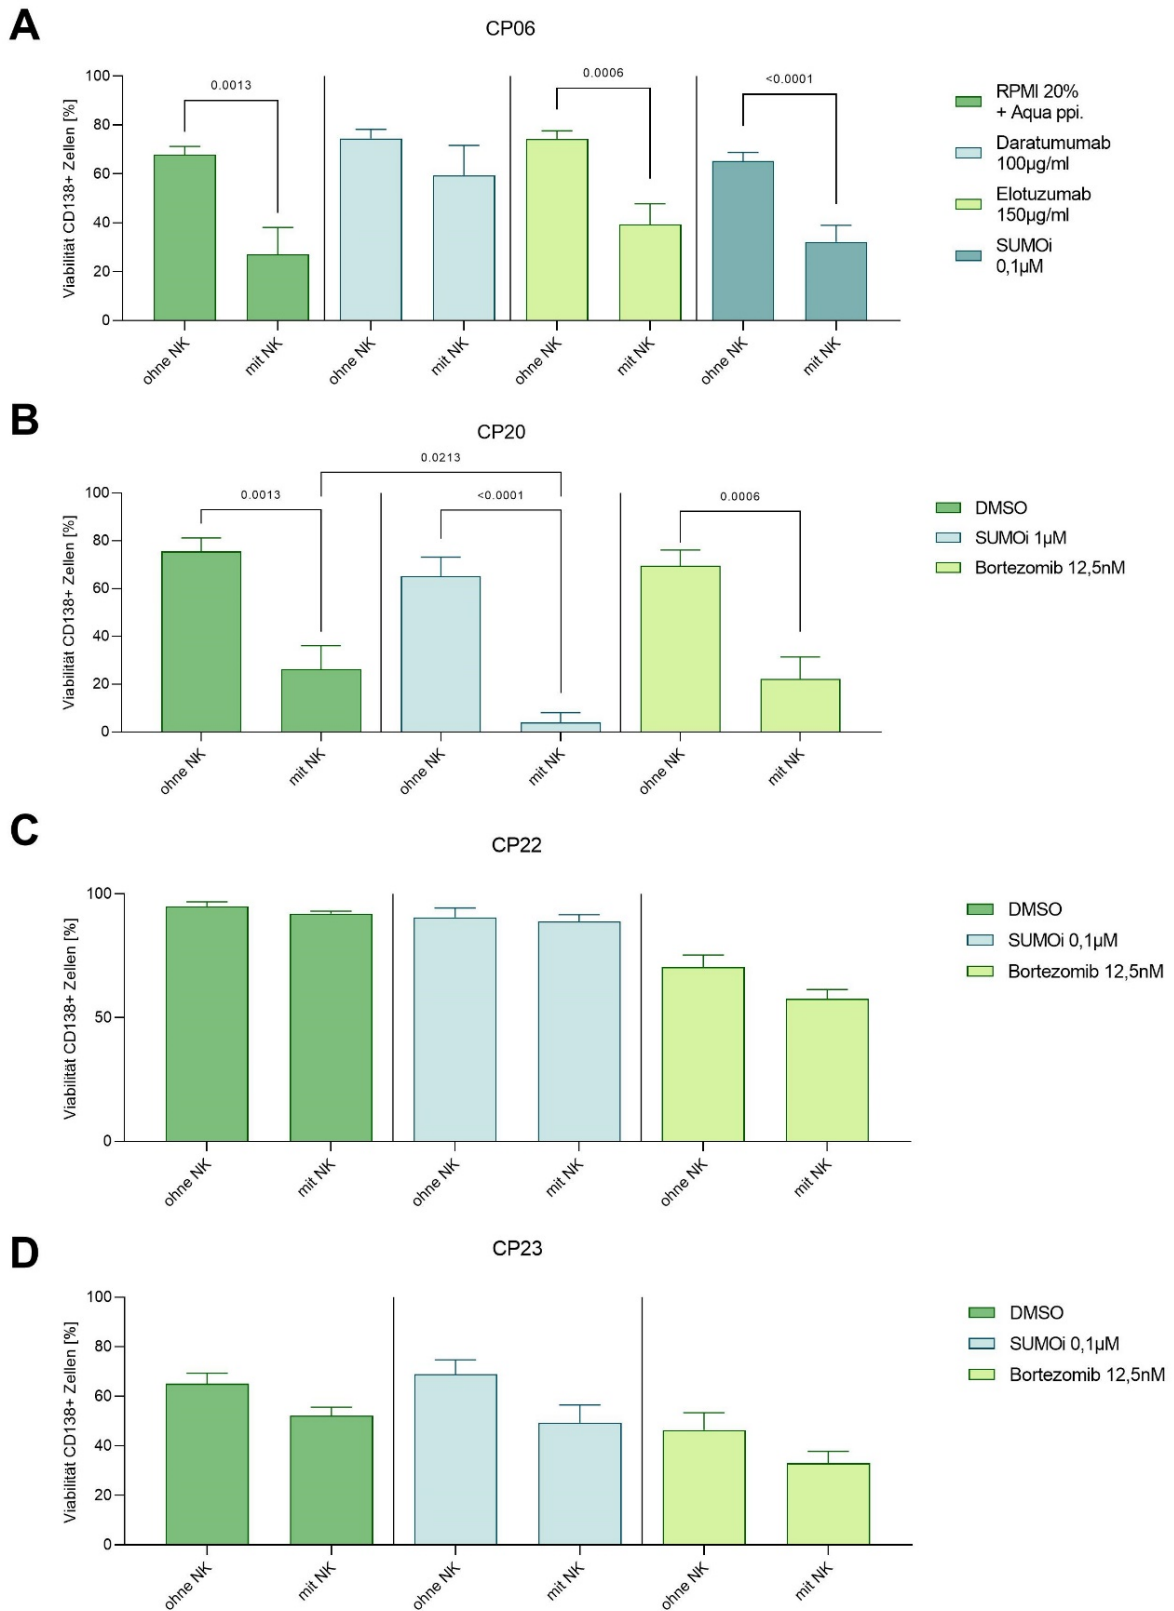 A
CP06
Viabilität CD138+ Zellen [%]
100
80
60
40
20
0
0.0013
0.0006
<0.0001
ohne NK
mit NK
ohne NK
mit NK
ohne NK
mit NK
ohne NK
mit NK
RPMI 20%
+ Aqua ppi.
Daratumumab
100µg/ml
Elotuzumab
150µg/ml
SUMOi
0,1µM
B
CP20
Viabilität CD138+ Zellen [%]
100
80
60
40
20
0
0.0213
0.0013
<0.0001
0.0006
ohne NK
mit NK
ohne NK
mit NK
ohne NK
mit NK
DMSO
SUMOi 1µM
Bortezomib 12,5nM
C
CP22
Viabilität CD138+ Zellen [%]
100
50
0
ohne NK
mit NK
ohne NK
mit NK
ohne NK
mit NK
DMSO
SUMOi 0,1µM
Bortezomib 12,5nM
D
CP23
Viabilität CD138+ Zellen [%]
100
80
60
40
20
0
ohne NK
mit NK
ohne NK
mit NK
ohne NK
mit NK
DMSO
SUMOi 0,1µM
Bortezomib 12,5nM